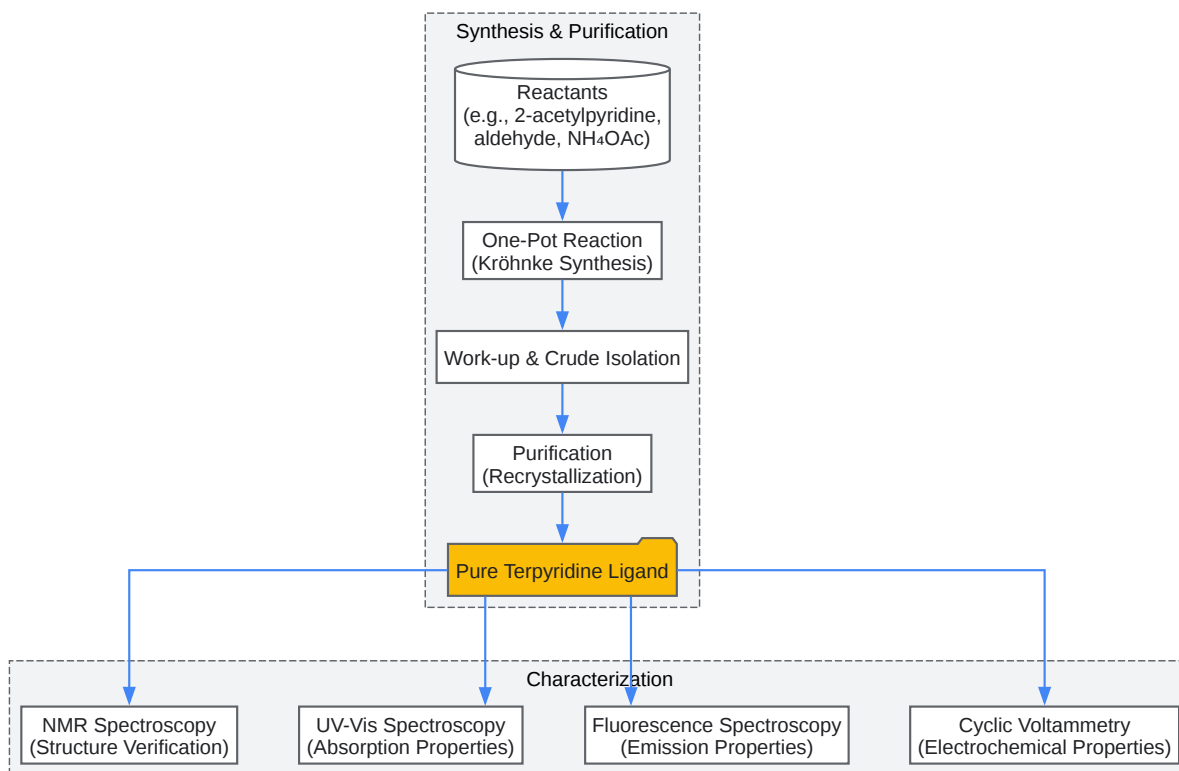 Synthesis & Purification
Reactants
(e.g., 2-acetylpyridine,
aldehyde, NH₄OAc)
One-Pot Reaction
(Kröhnke Synthesis)
Work-up & Crude Isolation
Purification
(Recrystallization)
Pure Terpyridine Ligand
Characterization
NMR Spectroscopy
(Structure Verification)
UV-Vis Spectroscopy
(Absorption Properties)
Fluorescence Spectroscopy
(Emission Properties)
Cyclic Voltammetry
(Electrochemical Properties)